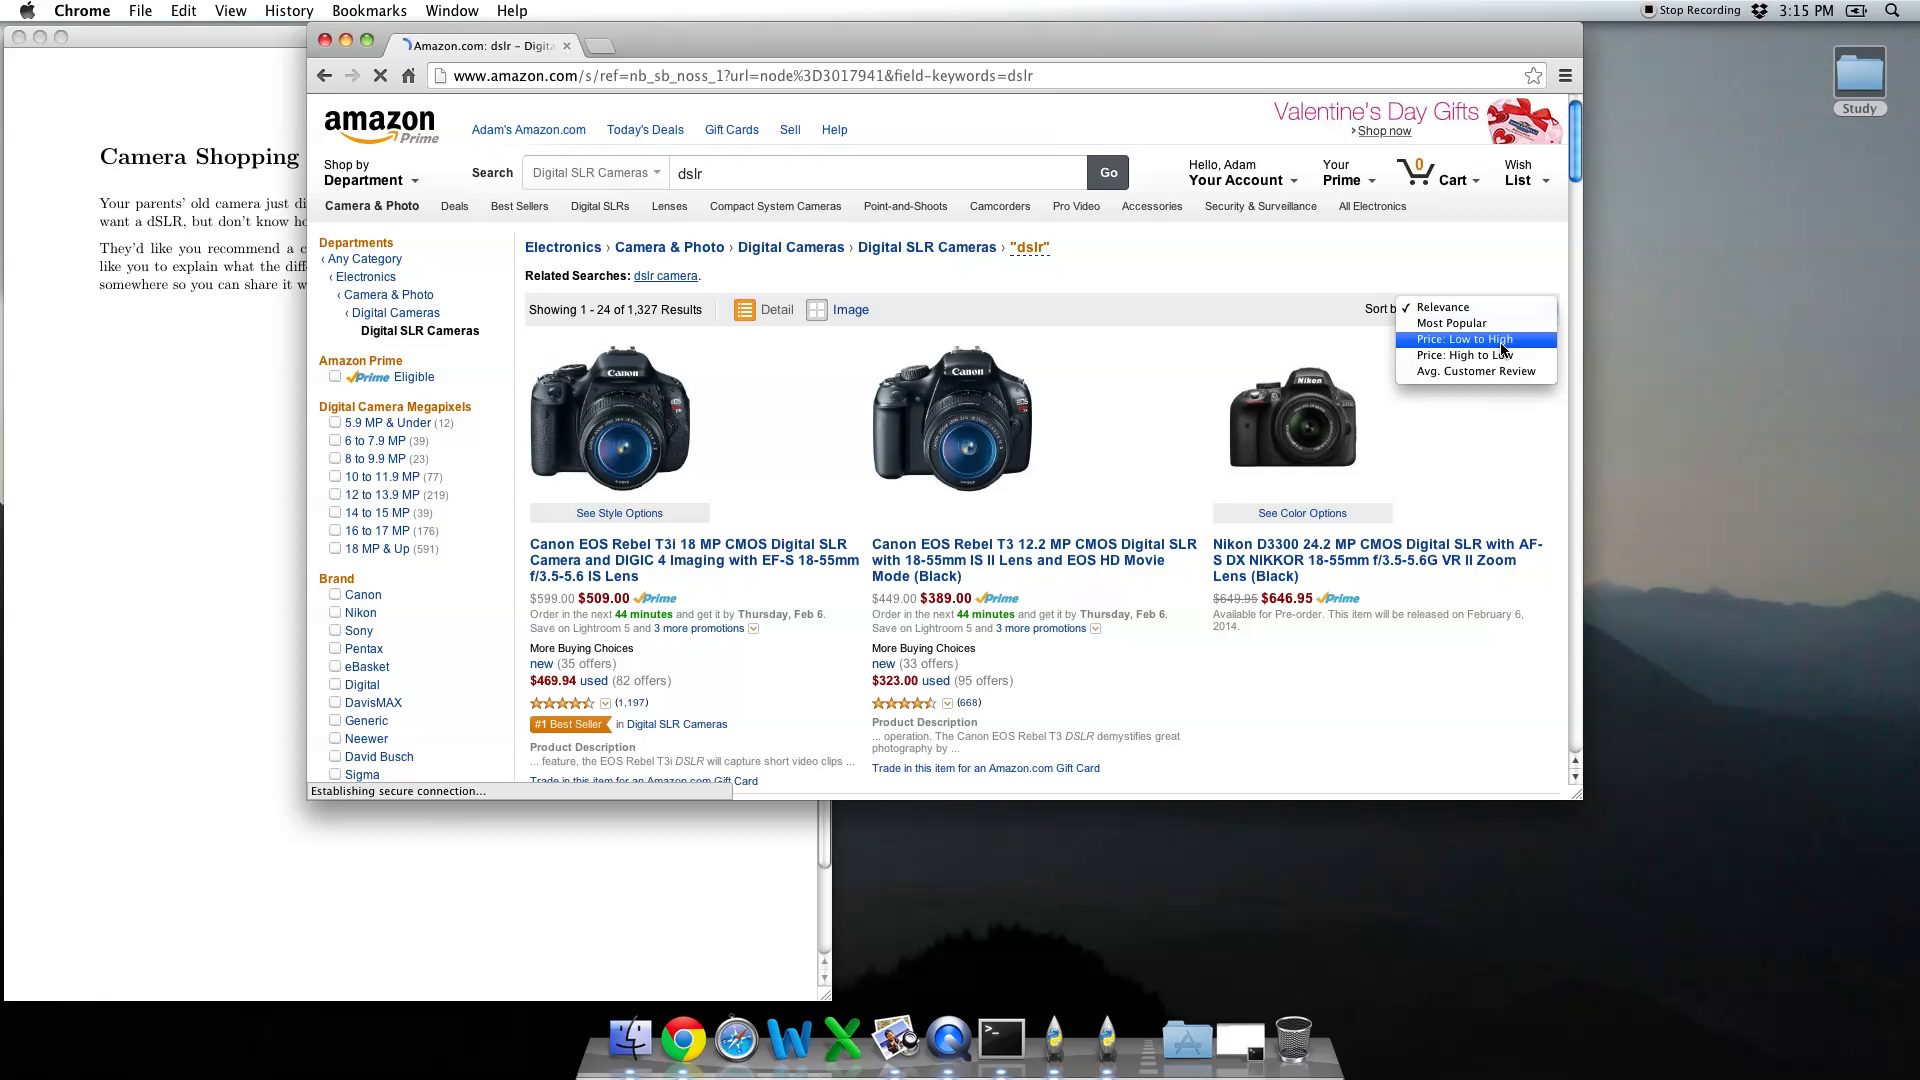 Chrome File Edit View History Bookmarks Window Help
Stop Recording 3:15 PM
Study
Camera Shopping
Your parents' old camera just
want a dSLR, but don't know
They'd like you recommend a
like you to explain what the
somewhere so you can share it
Amazon.com: dslr – Digita
www.amazon.com/s/ref=nb_sb_noss_1?url=node%3D3017941&field-keywords=dslr
amazon Prime
Adam's Amazon.com Today's Deals Gift Cards Sell Help
Valentine's Day Gifts
› Shop now
Shop by
Department
Search Digital SLR Cameras dslr Go
Hello, Adam
Your Account
Your
Prime
0
Cart
Wish
List
Camera & Photo Deals Best Sellers Digital SLRs Lenses Compact System Cameras Point-and-Shoots Camcorders Pro Video Accessories Security & Surveillance All Electronics
Departments
‹ Any Category
‹ Electronics
‹ Camera & Photo
‹ Digital Cameras
Digital SLR Cameras
Amazon Prime
Prime Eligible
Digital Camera Megapixels
5.9 MP & Under (12)
6 to 7.9 MP (39)
8 to 9.9 MP (23)
10 to 11.9 MP (77)
12 to 13.9 MP (219)
14 to 15 MP (39)
16 to 17 MP (176)
18 MP & Up (591)
Brand
Canon
Nikon
Sony
Pentax
eBasket
Digital
DavisMAX
Generic
Neewer
David Busch
Sigma
Electronics › Camera & Photo › Digital Cameras › Digital SLR Cameras › "dslr"
Related Searches: dslr camera.
Showing 1 - 24 of 1,327 Results Detail Image
Sort b
✓ Relevance
Most Popular
Price: Low to High
Price: High to Low
Avg. Customer Review
Canon
Canon
Nikon
See Style Options
Canon EOS Rebel T3i 18 MP CMOS Digital SLR
Camera and DIGIC 4 Imaging with EF-S 18-55mm
f/3.5-5.6 IS Lens
$599.00 $509.00 Prime
Order in the next 44 minutes and get it by Thursday, Feb 6.
Save on Lightroom 5 and 3 more promotions
More Buying Choices
new (35 offers)
$469.94 used (82 offers)
(1,197)
#1 Best Seller in Digital SLR Cameras
Product Description
... feature, the EOS Rebel T3i DSLR will capture short video clips ...
Trade in this item for an Amazon.com Gift Card
Canon EOS Rebel T3 12.2 MP CMOS Digital SLR
with 18-55mm IS II Lens and EOS HD Movie
Mode (Black)
$449.00 $389.00 Prime
Order in the next 44 minutes and get it by Thursday, Feb 6.
Save on Lightroom 5 and 3 more promotions
More Buying Choices
new (33 offers)
$323.00 used (95 offers)
(668)
Product Description
... operation. The Canon EOS Rebel T3 DSLR demystifies great
photography by ...
Trade in this item for an Amazon.com Gift Card
See Color Options
Nikon D3300 24.2 MP CMOS Digital SLR with AF-
S DX NIKKOR 18-55mm f/3.5-5.6G VR II Zoom
Lens (Black)
$649.95 $646.95 Prime
Available for Pre-order. This item will be released on February 6,
2014.
Establishing secure connection...